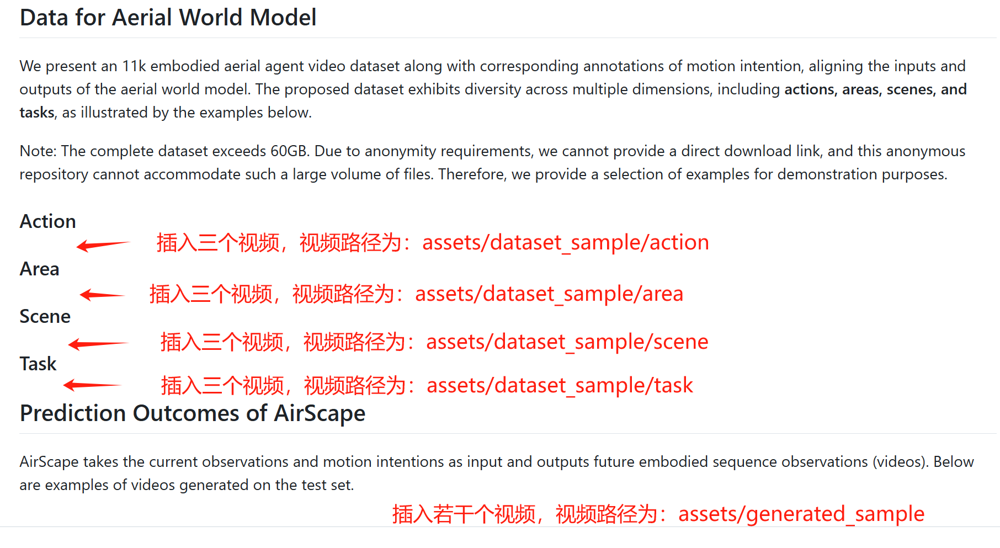 Data for Aerial World Model
We present an 11k embodied aerial agent video dataset along with corresponding annotations of motion intention, aligning the inputs and
outputs of the aerial world model. The proposed dataset exhibits diversity across multiple dimensions, including actions, areas, scenes, and
tasks, as illustrated by the examples below.
Note: The complete dataset exceeds 60GB. Due to anonymity requirements, we cannot provide a direct download link, and this anonymous
repository cannot accommodate such a large volume of files. Therefore, we provide a selection of examples for demonstration purposes.
Action
插入三个视频，视频路径为：assets/dataset_sample/action
Area
插入三个视频，视频路径为：assets/dataset_sample/area
Scene
插入三个视频，视频路径为：assets/dataset_sample/scene
Task
插入三个视频，视频路径为：assets/dataset_sample/task
Prediction Outcomes of AirScape
AirScape takes the current observations and motion intentions as input and outputs future embodied sequence observations (videos). Below
are examples of videos generated on the test set.
插入若干个视频，视频路径为：assets/generated_sample